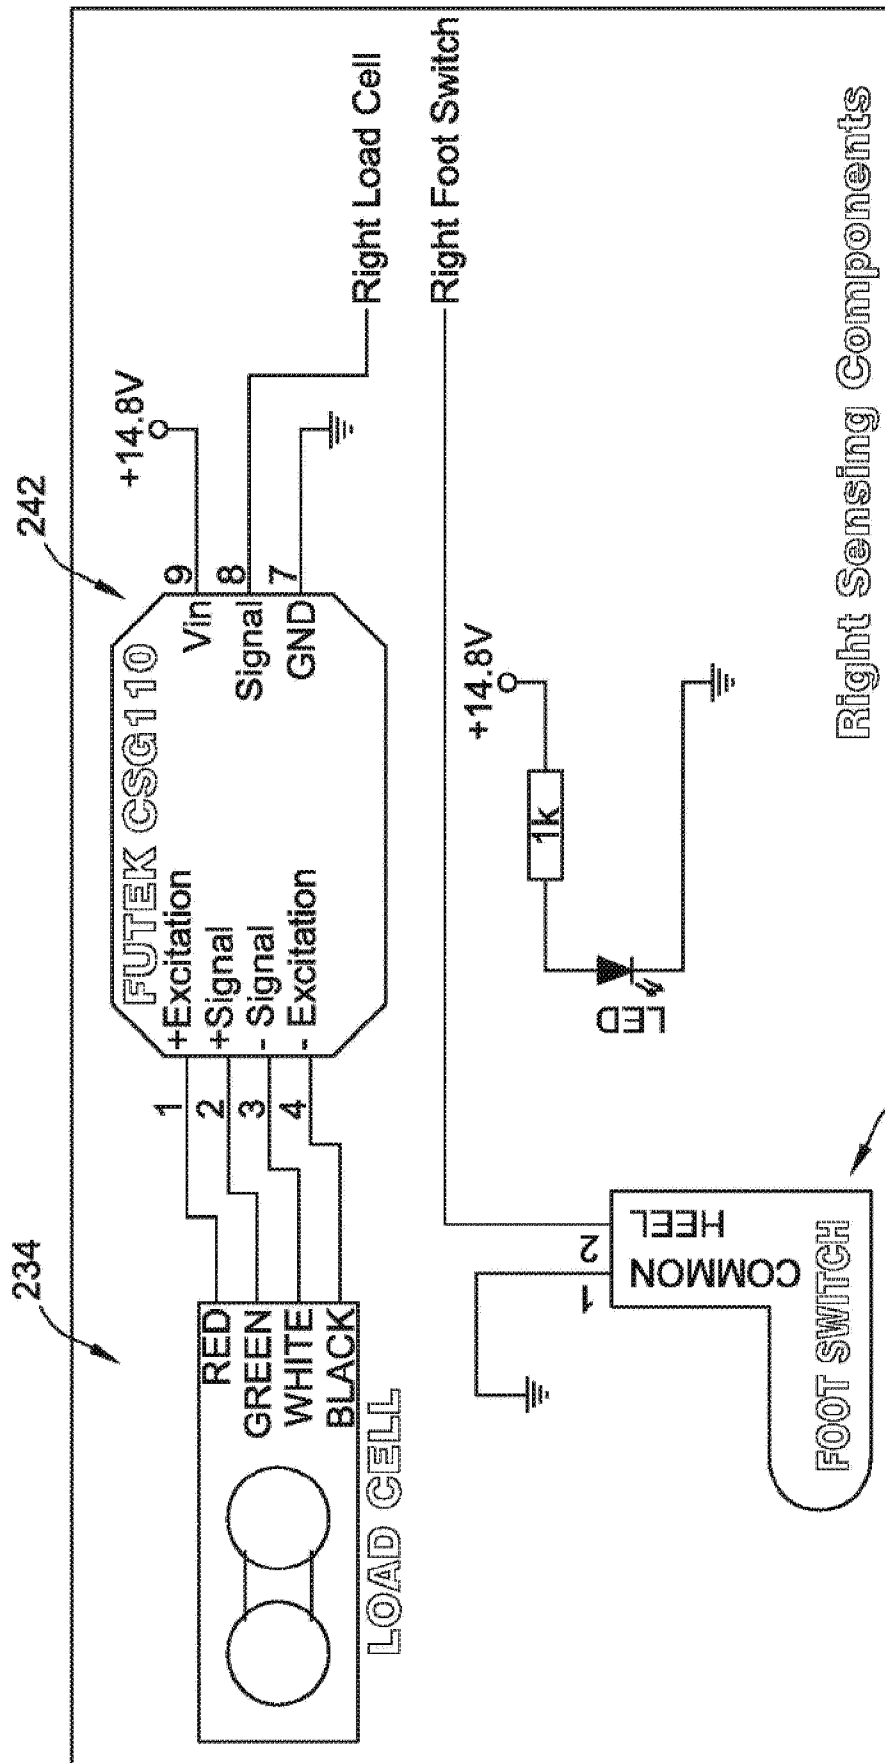 234
242
FUTEK CSG110
+14.8V
RED
GREEN
WHITE
BLACK
1
2
3
4
+Excitation
+Signal
- Signal
- Excitation
Vin
Signal
GND
9
8
7
LOAD CELL
Right Load Cell
Right Foot Switch
+14.8V
1k
LED
1
2
COMMON
HEEL
FOOT SWITCH
Right Sensing Components